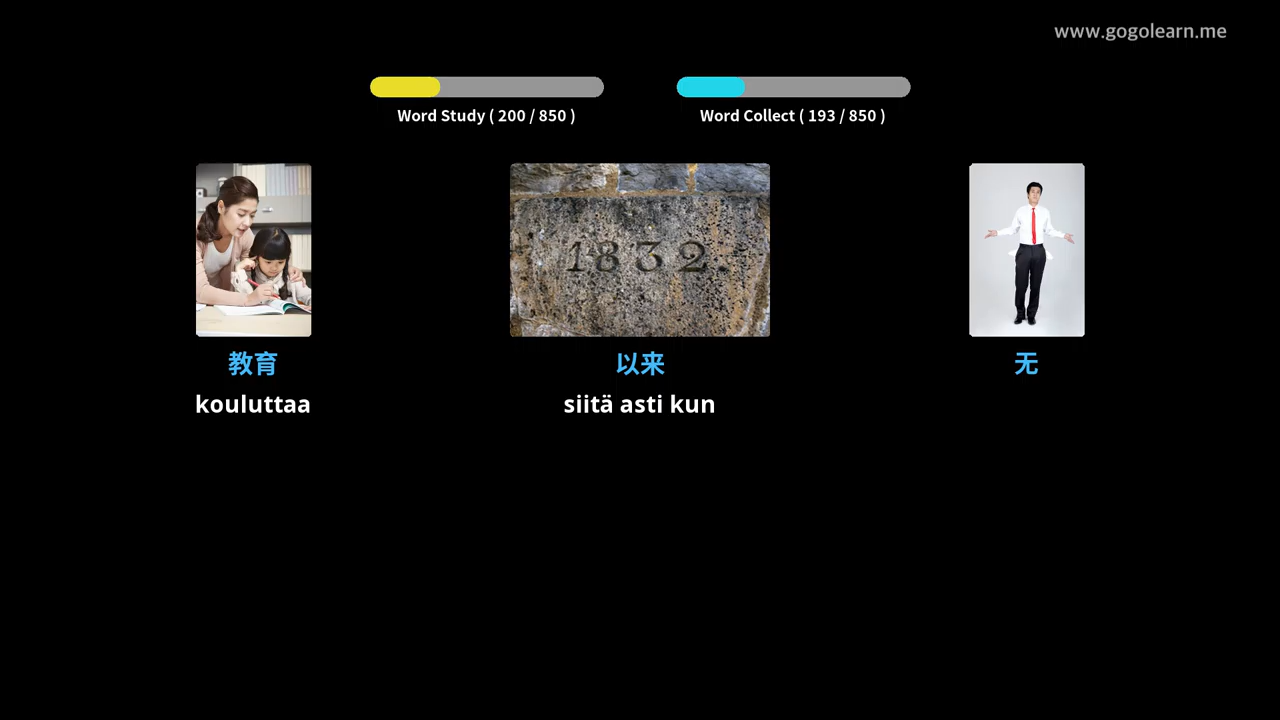 www.gogolearn.me
Word Study ( 200 / 850 )
Word Collect ( 193 / 850 )
1832.
教育
以来
无
kouluttaa
siitä asti kun